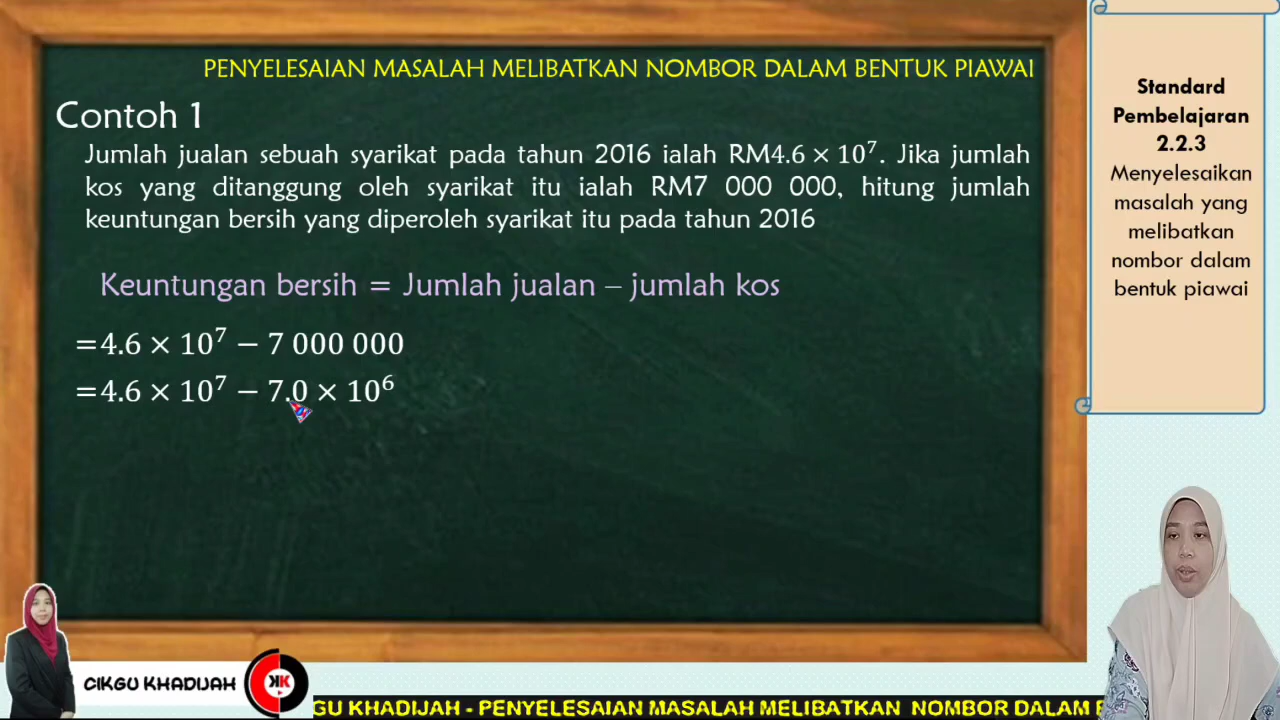 PENYELESAIAN MASALAH MELIBATKAN NOMBOR DALAM BENTUK PIAWAI
Contoh 1
Jumlah jualan sebuah syarikat pada tahun 2016 ialah RM4.6 × 10⁷. Jika jumlah
kos yang ditanggung oleh syarikat itu ialah RM7 000 000, hitung jumlah
keuntungan bersih yang diperoleh syarikat itu pada tahun 2016
Keuntungan bersih = Jumlah jualan – jumlah kos
=4.6 × 10⁷ − 7 000 000
=4.6 × 10⁷ − 7.0 × 10⁶
Standard
Pembelajaran
2.2.3
Menyelesaikan
masalah yang
melibatkan
nombor dalam
bentuk piawai
CIKGU KHADIJAH
KK
GU KHADIJAH - PENYELESAIAN MASALAH MELIBATKAN NOMBOR DALAM